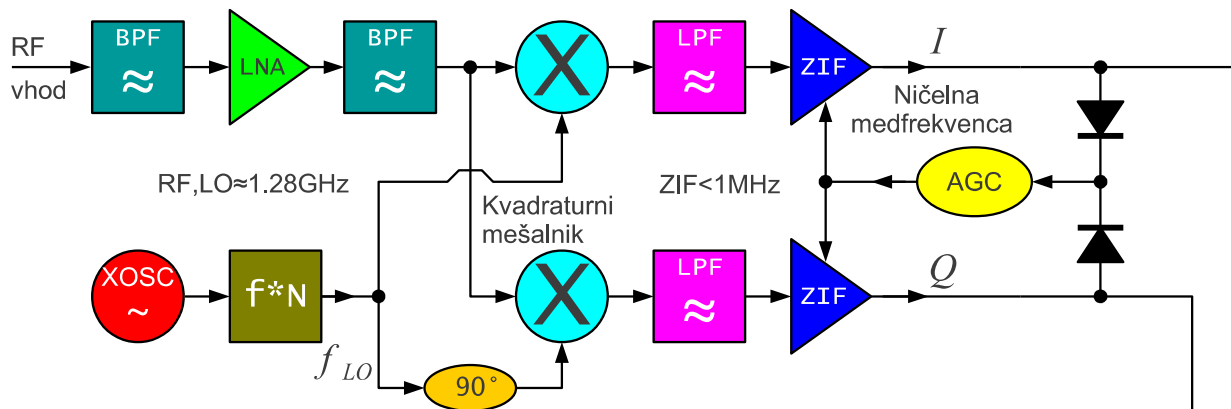 RF
vhod
BPF
≈
LNA
BPF
≈
X
LPF
≈
ZIF
I
Ničelna
medfrekvenca
RF,LO≈1.28GHz
Kvadraturni
mešalnik
ZIF<1MHz
AGC
XOSC
~
f*N
f LO
90°
X
LPF
≈
ZIF
Q